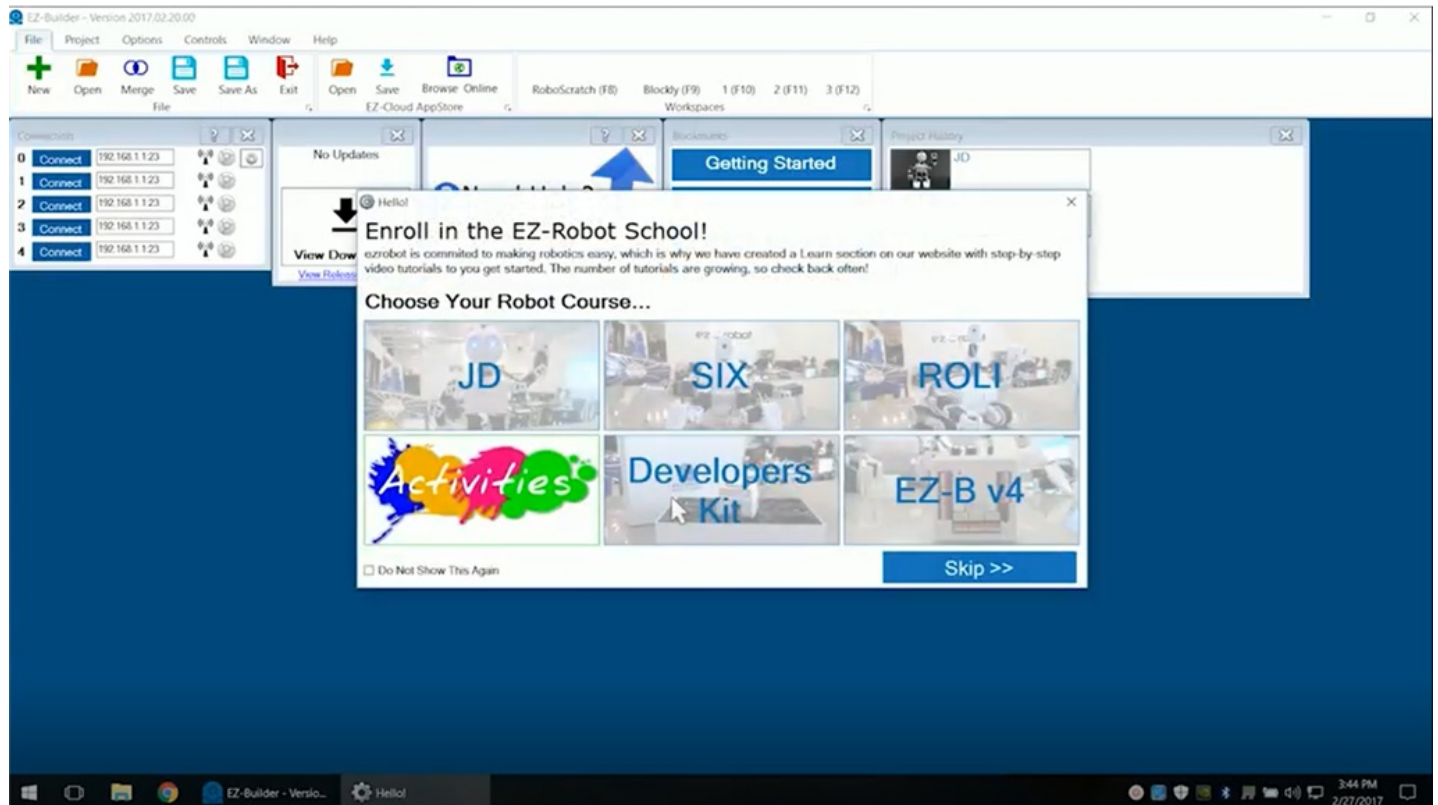 EZ-Builder - Version 2017.02.20.00
File Project Options Controls Window Help
New Open Merge Save Save As Exit Open Save Browse Online RoboScratch (F8) Blockly (F9) 1 (F10) 2 (F11) 3 (F12)
File EZ-Cloud AppStore Workspaces
Connection Bookmarks Project History
0 Connect 192.168.1.1:23
1 Connect 192.168.1.1:23
2 Connect 192.168.1.1:23
3 Connect 192.168.1.1:23
4 Connect 192.168.1.1:23
No Updates
View Dow
View Releas
Getting Started
JD
Hello!
Enroll in the EZ-Robot School!
ezrobot is commited to making robotics easy, which is why we have created a Learn section on our website with step-by-step
video tutorials to you get started. The number of tutorials are growing, so check back often!
Choose Your Robot Course...
JD
SIX
ROLI
Activities
Developers
Kit
EZ-B v4
Do Not Show This Again
Skip >>
EZ-Builder - Versio...
Hello!
3:44 PM
2/27/2017